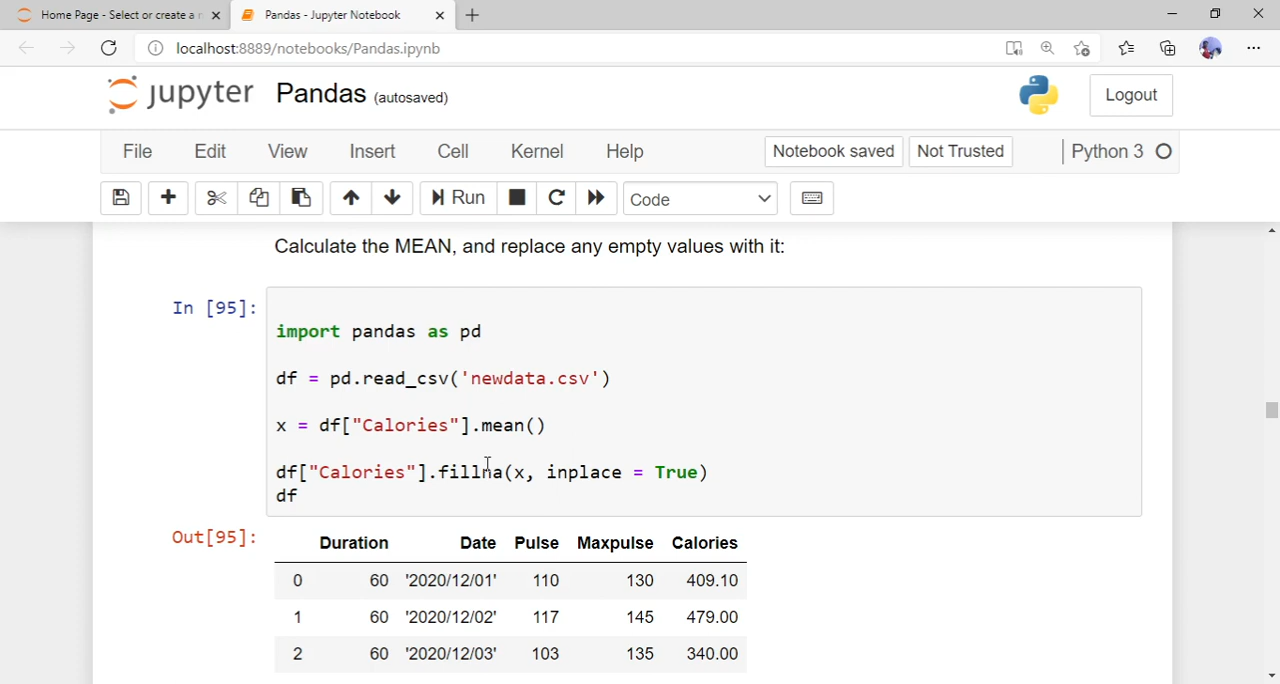 Home Page - Select or create a n
Pandas - Jupyter Notebook
localhost:8889/notebooks/Pandas.ipynb
jupyter Pandas (autosaved)
Logout
File Edit View Insert Cell Kernel Help
Notebook saved Not Trusted Python 3
Run Code
Calculate the MEAN, and replace any empty values with it:
In [95]:
import pandas as pd
df = pd.read_csv('newdata.csv')
x = df["Calories"].mean()
df["Calories"].fillna(x, inplace = True)
df
Out[95]:
Duration Date Pulse Maxpulse Calories
0 60 '2020/12/01' 110 130 409.10
1 60 '2020/12/02' 117 145 479.00
2 60 '2020/12/03' 103 135 340.00